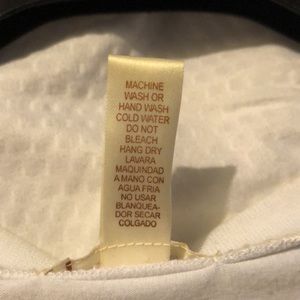 MACHINE
WASH OR
HAND WASH
COLD WATER
DO NOT
BLEACH
HANG DRY
LAVARA
MAQUINDAD
A MANO CON
AGUA FRIA
NO USAR
BLANQUEA-
DOR SECAR
COLGADO